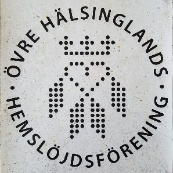 · ÖVRE HÄLSINGLANDS ·
HEMSLÖJDSFÖRENING